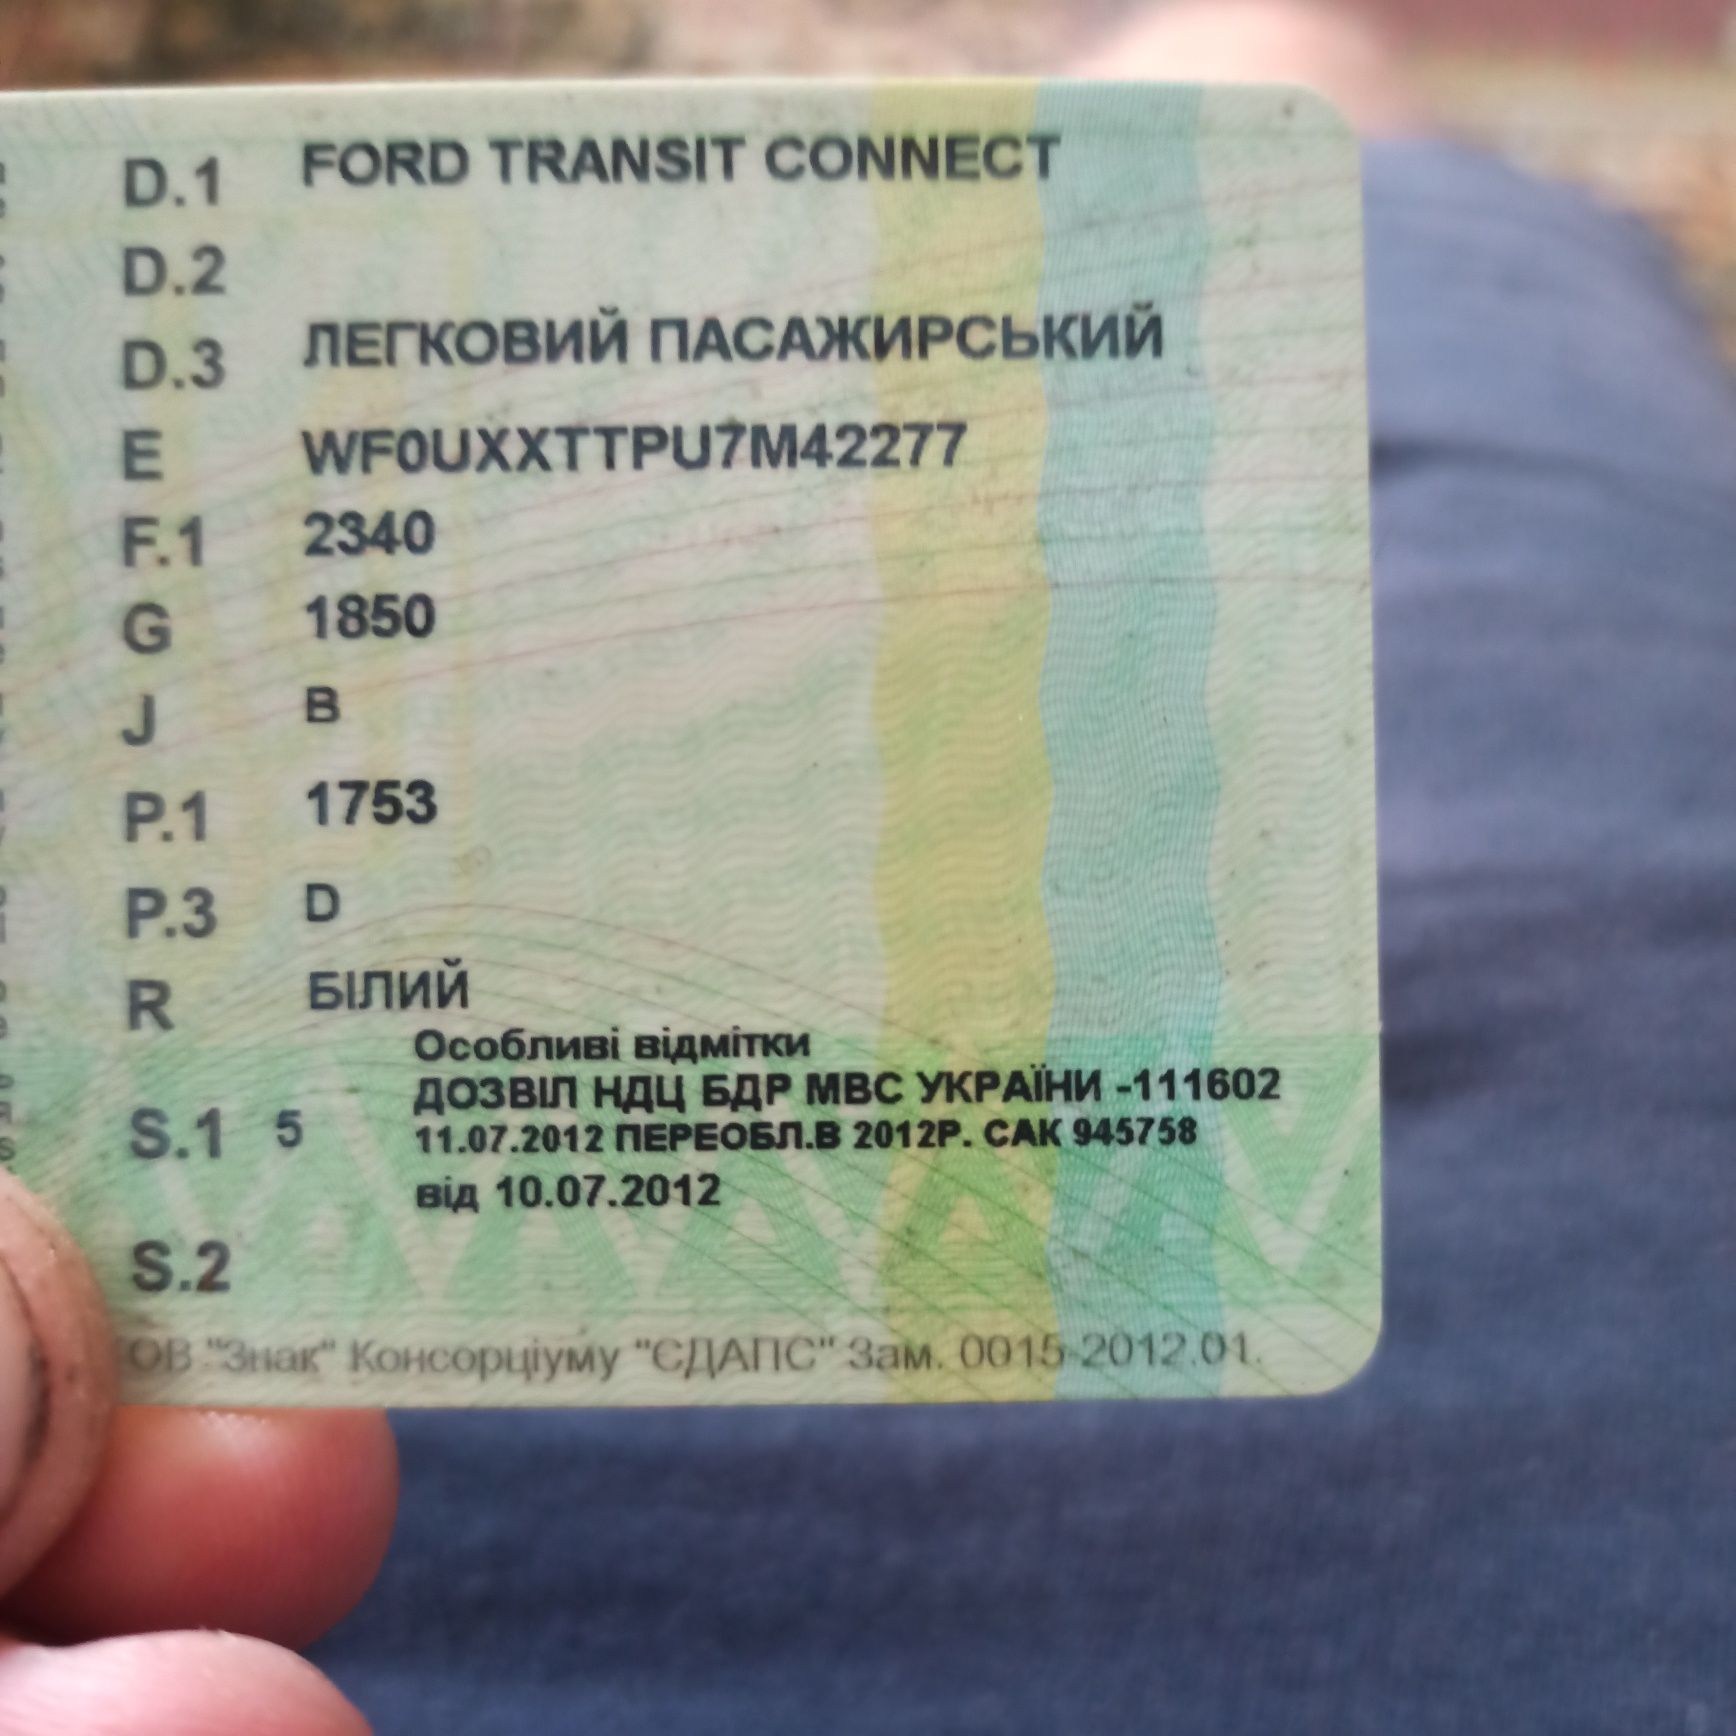 D.1 FORD TRANSIT CONNECT
D.2
D.3 ЛЕГКОВИЙ ПАСАЖИРСЬКИЙ
E WF0UXXTTPU7M42277
F.1 2340
G 1850
J B
P.1 1753
P.3 D
R БІЛИЙ
Особливі відмітки
ДОЗВІЛ НДЦ БДР МВС УКРАЇНИ -111602
S.1 5 11.07.2012 ПЕРЕОБЛ.В 2012Р. САК 945758
від 10.07.2012
S.2
ОВ "Знак" Консорціуму "ЄДАПС" Зам. 0015-2012.01.